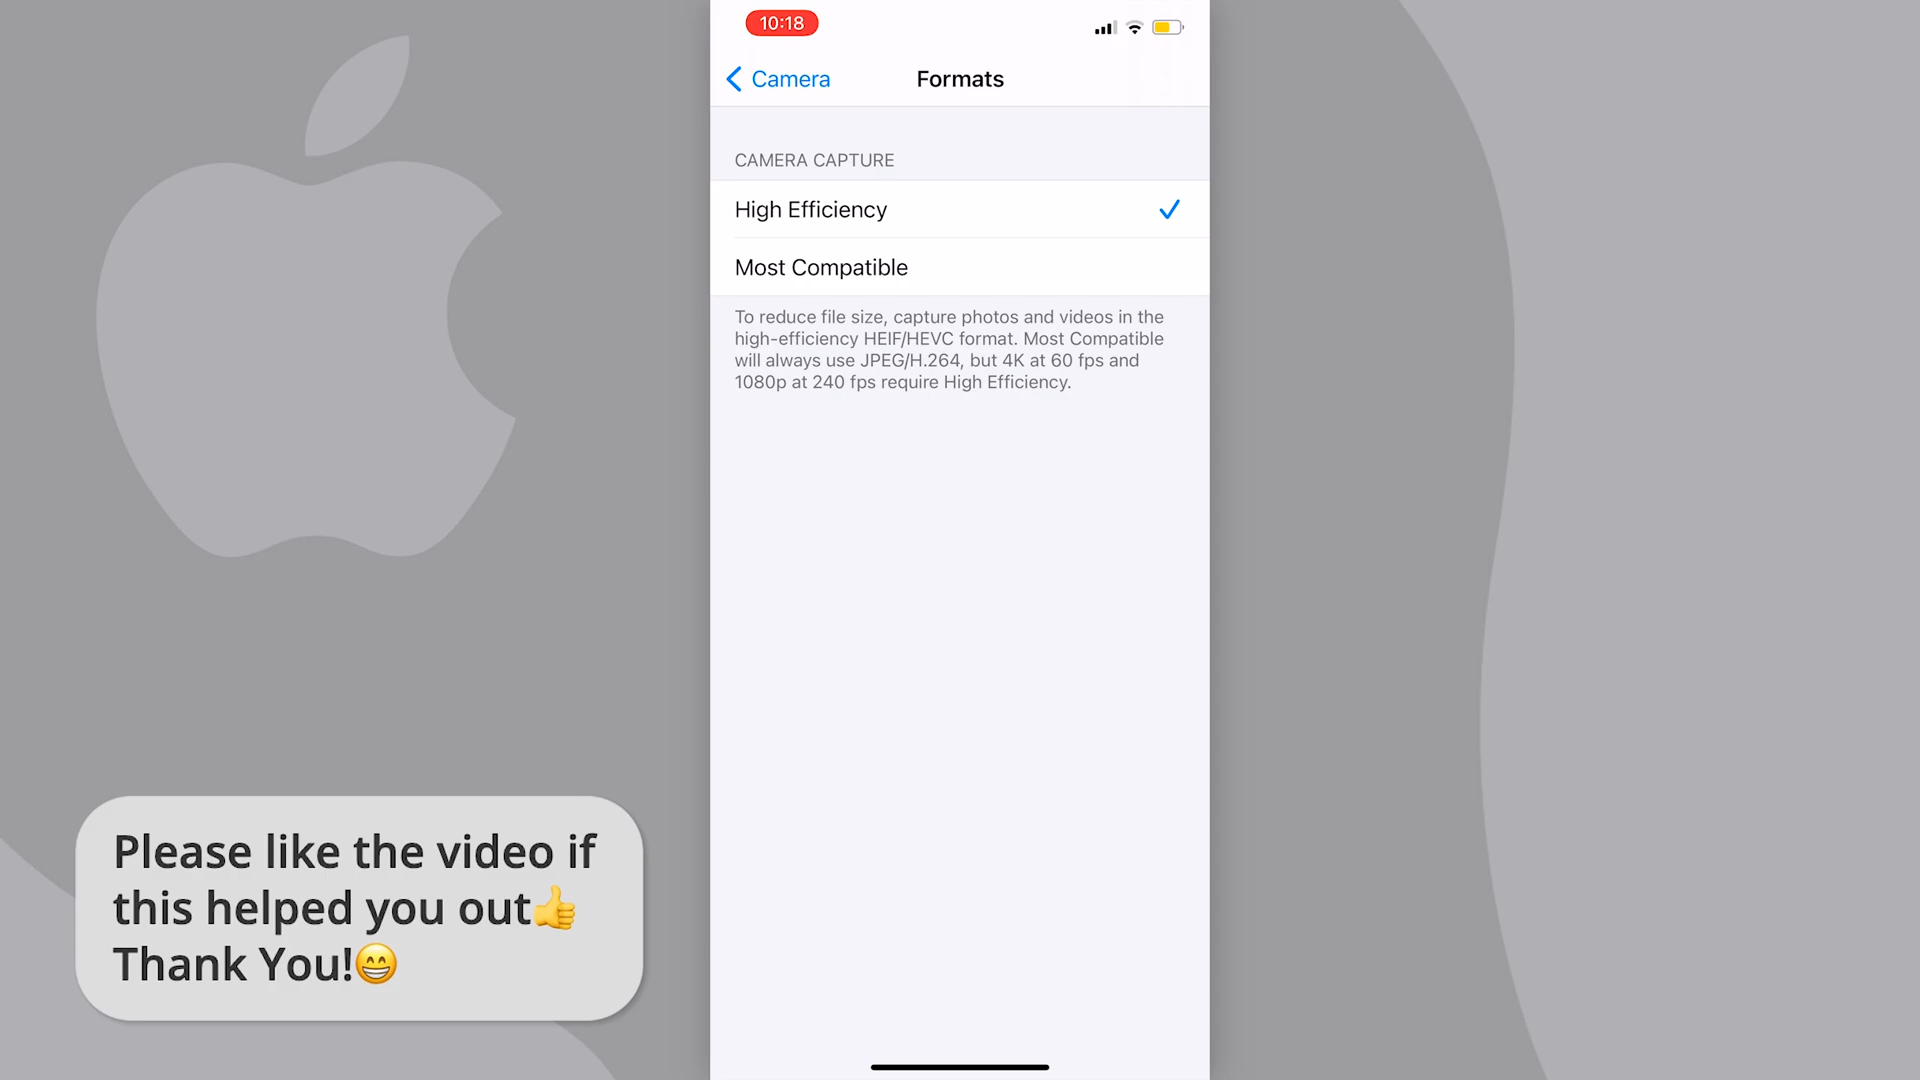 10:18
Camera
Formats
CAMERA CAPTURE
High Efficiency
Most Compatible
To reduce file size, capture photos and videos in the
high-efficiency HEIF/HEVC format. Most Compatible
will always use JPEG/H.264, but 4K at 60 fps and
1080p at 240 fps require High Efficiency.
Please like the video if
this helped you out👍
Thank You!😁